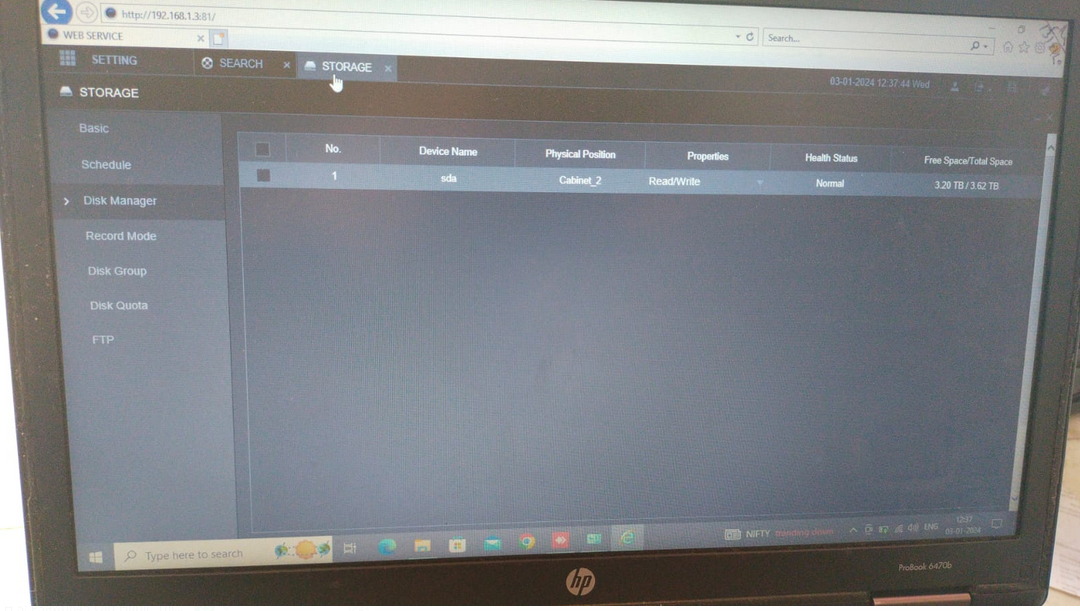 http://192.168.1.3:81/
Search...
WEB SERVICE
SETTING
SEARCH
STORAGE
03-01-2024 12:37:44 Wed
STORAGE
Basic
Schedule
Disk Manager
Record Mode
Disk Group
Disk Quota
FTP
No. Device Name Physical Position Properties Health Status Free Space/Total Space
1 sda Cabinet_2 Read/Write Normal 3.20 TB / 3.62 TB
Type here to search
NIFTY trending down
ENG
12:37
03-01-2024
hp
ProBook 6470b